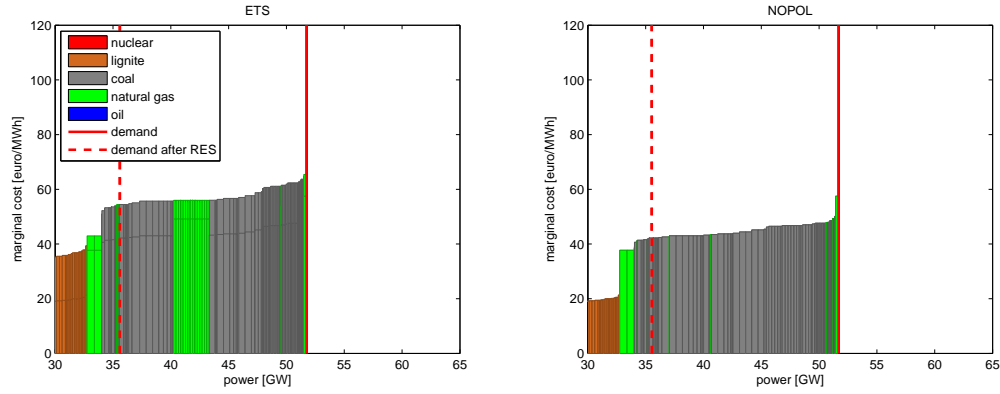 ETS
120
100
80
60
40
20
0
marginal cost [euro/MWh]
nuclear
lignite
coal
natural gas
oil
demand
demand after RES
30 35 40 45 50 55 60 65
power [GW]
NOPOL
120
100
80
60
40
20
0
marginal cost [euro/MWh]
30 35 40 45 50 55 60 65
power [GW]